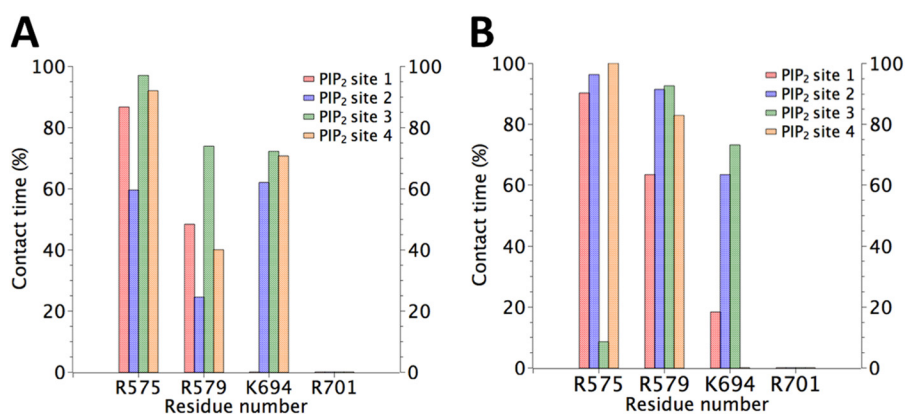 A
100
80
60
40
20
0
Contact time (%)
PIP₂ site 1
PIP₂ site 2
PIP₂ site 3
PIP₂ site 4
100
80
60
40
20
0
R575 R579 K694 R701
Residue number
B
100
80
60
40
20
0
Contact time (%)
PIP₂ site 1
PIP₂ site 2
PIP₂ site 3
PIP₂ site 4
100
80
60
40
20
0
R575 R579 K694 R701
Residue number